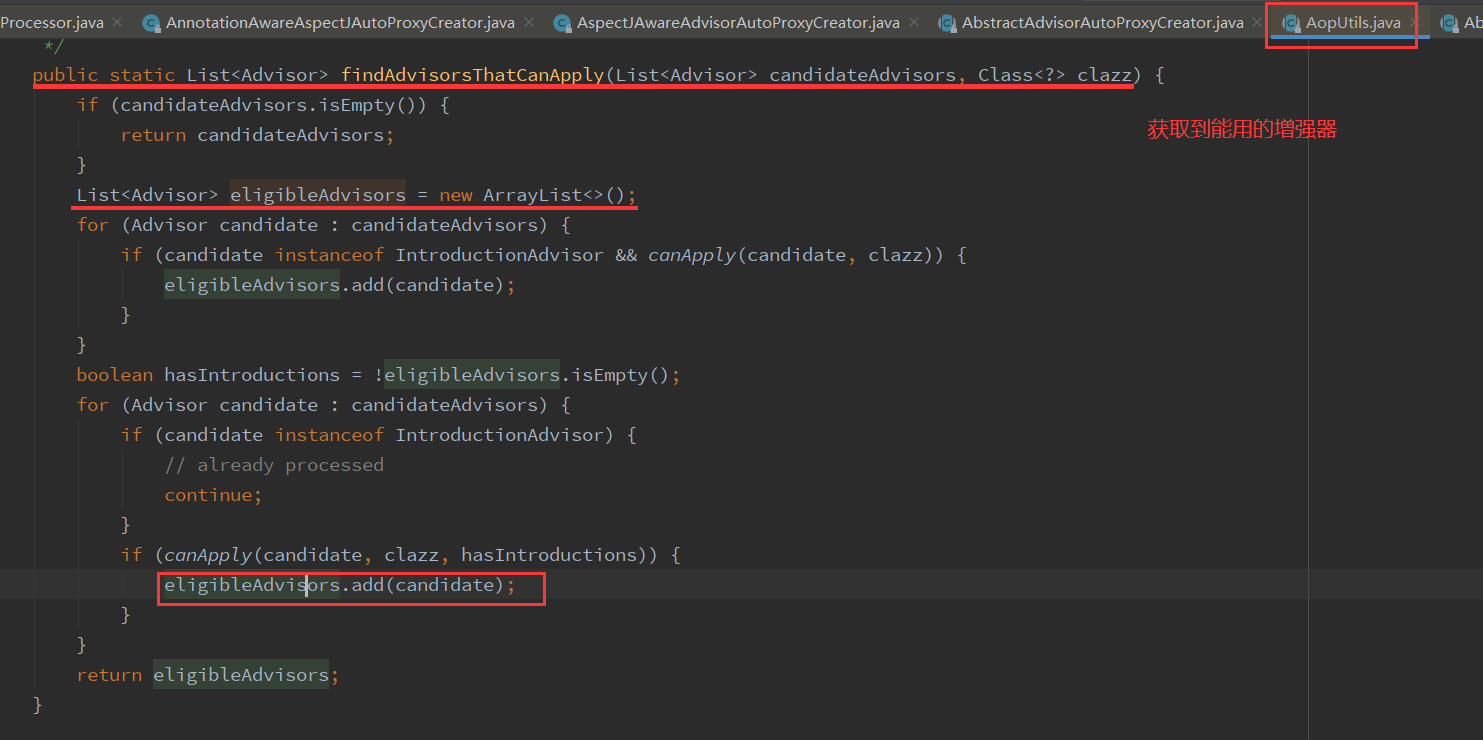 Processor.java × AnnotationAwareAspectJAutoProxyCreator.java × AspectJAwareAdvisorAutoProxyCreator.java × AbstractAdvisorAutoProxyCreator.java × AopUtils.java × Ab
*/
public static List<Advisor> findAdvisorsThatCanApply(List<Advisor> candidateAdvisors, Class<?> clazz) {
if (candidateAdvisors.isEmpty()) {
获取到能用的增强器
return candidateAdvisors;
}
List<Advisor> eligibleAdvisors = new ArrayList<>();
for (Advisor candidate : candidateAdvisors) {
if (candidate instanceof IntroductionAdvisor && canApply(candidate, clazz)) {
eligibleAdvisors.add(candidate);
}
}
boolean hasIntroductions = !eligibleAdvisors.isEmpty();
for (Advisor candidate : candidateAdvisors) {
if (candidate instanceof IntroductionAdvisor) {
// already processed
continue;
}
if (canApply(candidate, clazz, hasIntroductions)) {
eligibleAdvisors.add(candidate);
}
}
return eligibleAdvisors;
}